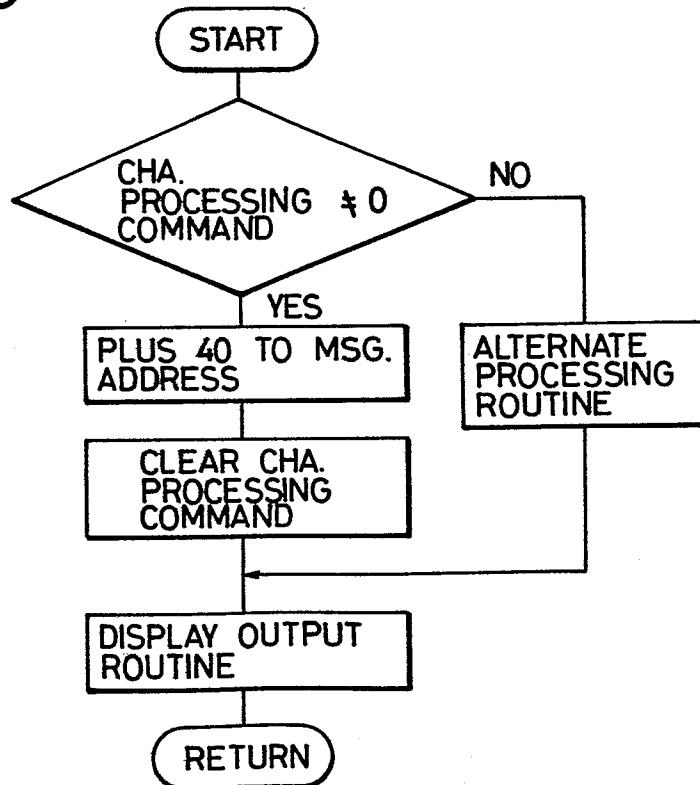 START
CHA.
PROCESSING ≠ 0
COMMAND
NO
YES
PLUS 40 TO MSG.
ADDRESS
ALTERNATE
PROCESSING
ROUTINE
CLEAR CHA.
PROCESSING
COMMAND
DISPLAY OUTPUT
ROUTINE
RETURN